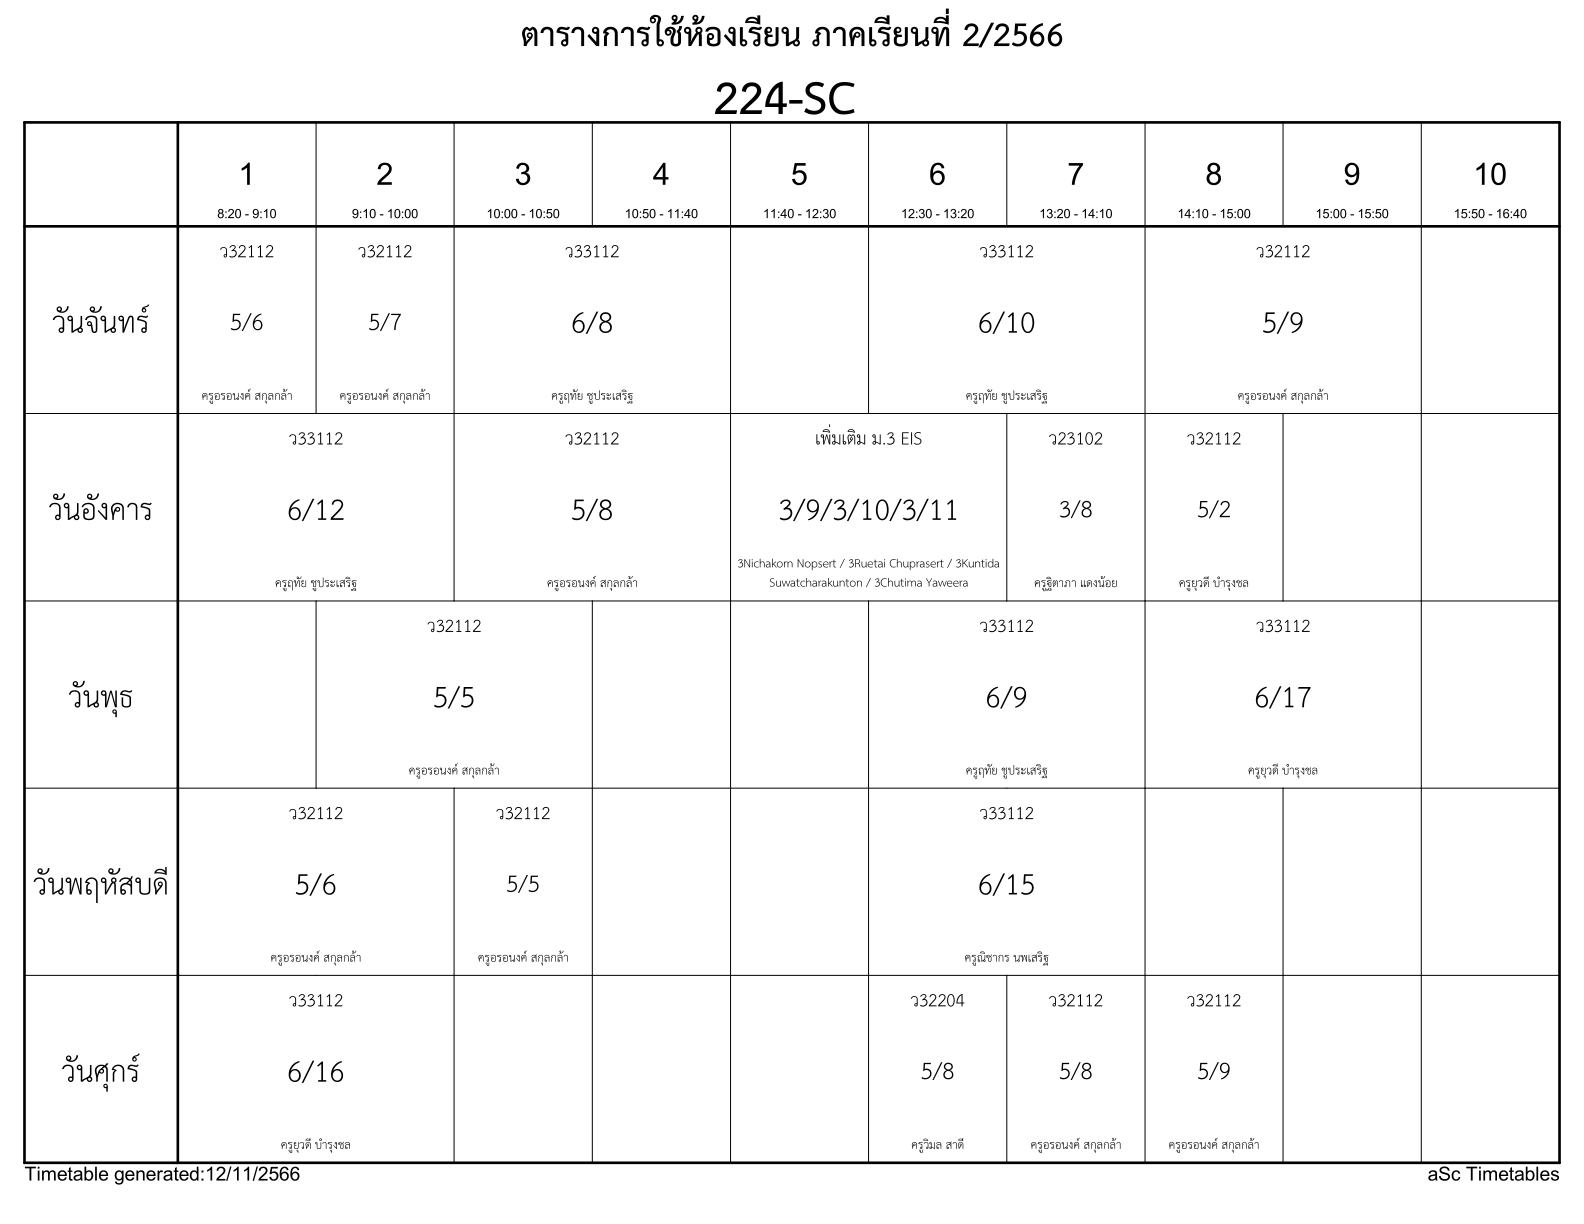 ตารางการใช้ห้องเรียน ภาคเรียนที่ 2/2566
224-SC
1 2 3 4 5 6 7 8 9 10
8:20 - 9:10 9:10 - 10:00 10:00 - 10:50 10:50 - 11:40 11:40 - 12:30 12:30 - 13:20 13:20 - 14:10 14:10 - 15:00 15:00 - 15:50 15:50 - 16:40
ว32112 ว32112 ว33112 ว33112 ว32112
วันจันทร์ 5/6 5/7 6/8 6/10 5/9
ครูอรอนงค์ สกุลกล้า ครูอรอนงค์ สกุลกล้า ครูฤทัย ชูประเสริฐ ครูฤทัย ชูประเสริฐ ครูอรอนงค์ สกุลกล้า
ว33112 ว32112 เพิ่มเติม ม.3 EIS ว23102 ว32112
วันอังคาร 6/12 5/8 3/9/3/10/3/11 3/8 5/2
3Nichakorn Nopsert / 3Ruetai Chuprasert / 3Kuntida
ครูฤทัย ชูประเสริฐ ครูอรอนงค์ สกุลกล้า Suwatcharakunton / 3Chutima Yaweera ครูฐิตาภา แดงน้อย ครูยุวดี บำรุงชล
ว32112 ว33112 ว33112
วันพุธ 5/5 6/9 6/17
ครูอรอนงค์ สกุลกล้า ครูฤทัย ชูประเสริฐ ครูยุวดี บำรุงชล
ว32112 ว32112 ว33112
วันพฤหัสบดี 5/6 5/5 6/15
ครูอรอนงค์ สกุลกล้า ครูอรอนงค์ สกุลกล้า ครูณิชากร นพเสริฐ
ว33112 ว32204 ว32112 ว32112
วันศุกร์ 6/16 5/8 5/8 5/9
ครูยุวดี บำรุงชล ครูวิมล สาดี ครูอรอนงค์ สกุลกล้า ครูอรอนงค์ สกุลกล้า
Timetable generated:12/11/2566 aSc Timetables